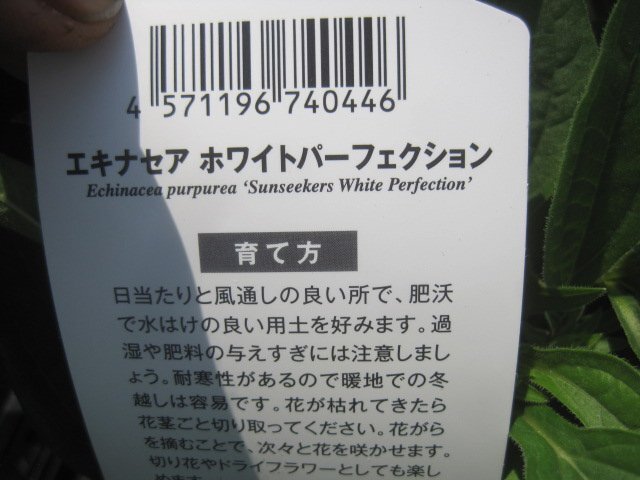 4 571196 740446
エキナセア ホワイトパーフェクション
Echinacea purpurea ‘Sunseekers White Perfection’
育て方
日当たりと風通しの良い所で、肥沃
で水はけの良い用土を好みます。過
湿や肥料の与えすぎには注意しまし
ょう。耐寒性があるので暖地での冬
越しは容易です。花が枯れてきたら
花茎ごと切り取ってください。花がら
を摘むことで、次々と花を咲かせます。
切り花やドライフラワーとしても楽し
めます。